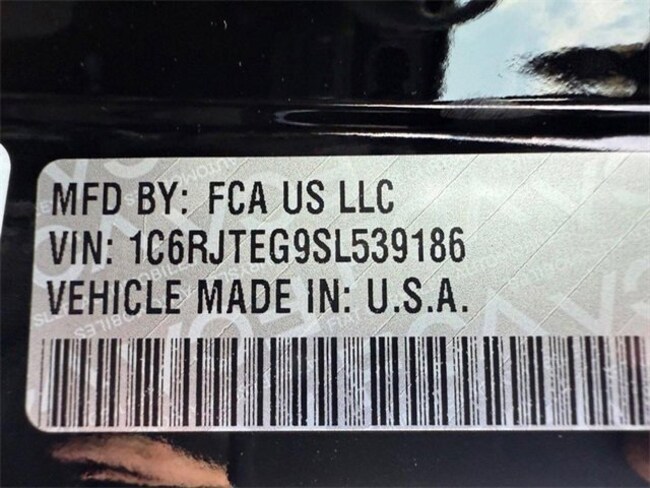 MFD BY: FCA US LLC
VIN: 1C6RJTEG9SL539186
VEHICLE MADE IN: U.S.A.